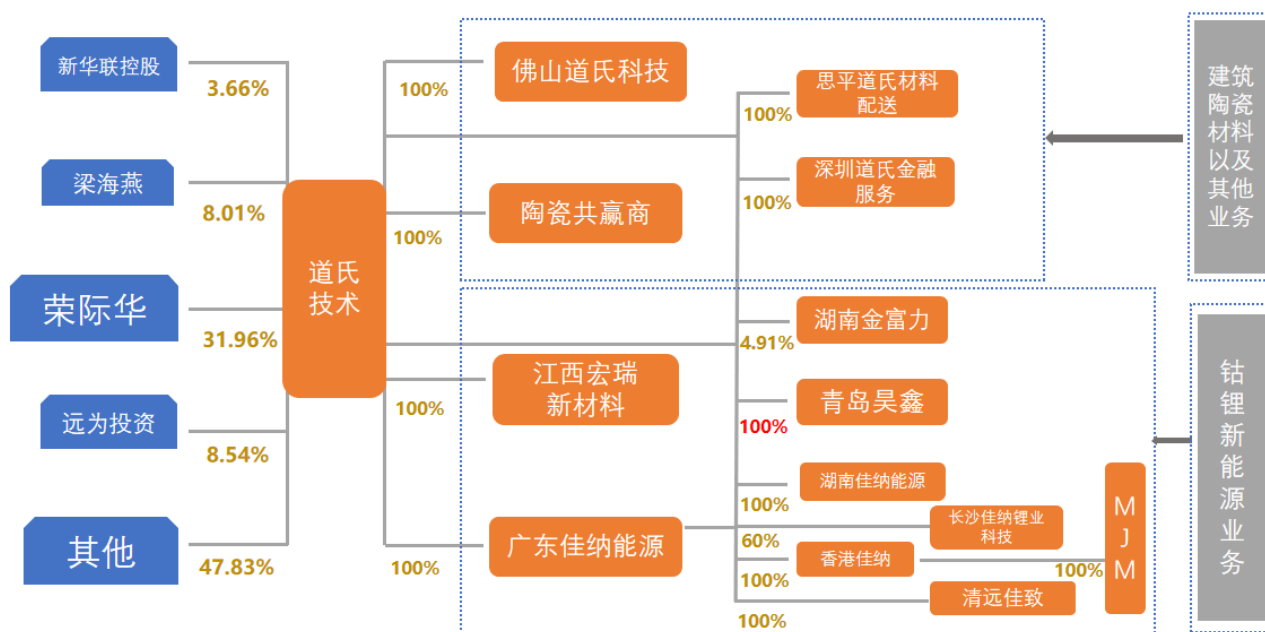 新华联控股
3.66%
梁海燕
8.01%
荣际华
31.96%
远为投资
8.54%
其他
47.83%
道氏
技术
佛山道氏科技
100%
陶瓷共赢商
100%
江西宏瑞
新材料
100%
广东佳纳能源
100%
思平道氏材料
配送
100%
深圳道氏金融
服务
100%
湖南金富力
4.91%
青岛昊鑫
100%
湖南佳纳能源
100%
长沙佳纳锂业
科技
60%
香港佳纳
100%
清远佳致
100%
M
J
M
100%
建筑
陶瓷
材料
以及
其他
业务
钴
锂
新
能
源
业
务